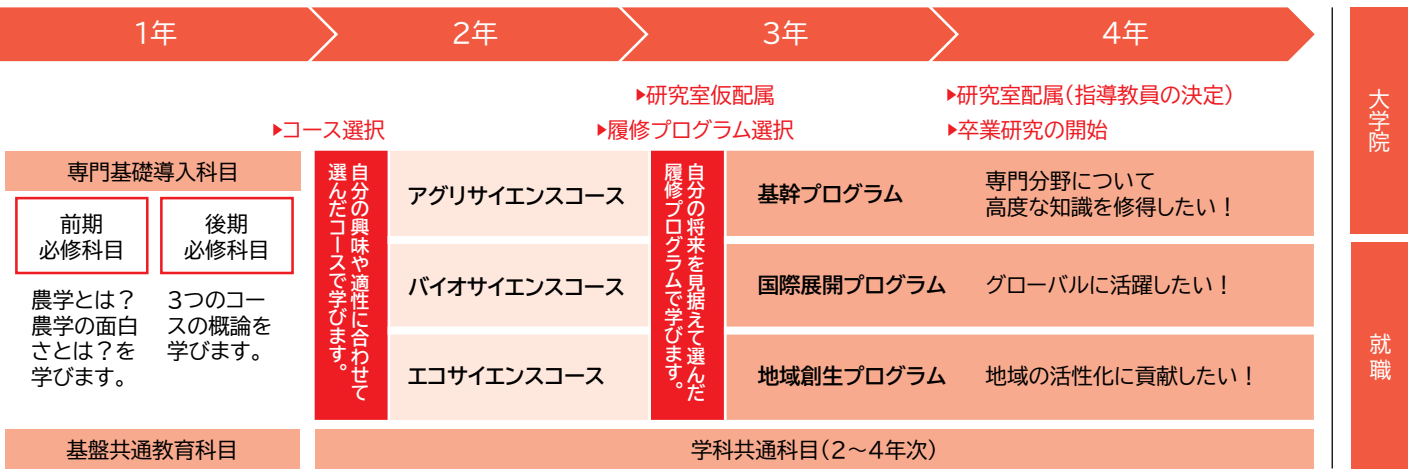 1年
2年
3年
4年
▶コース選択
▶研究室仮配属
▶履修プログラム選択
▶研究室配属(指導教員の決定)
▶卒業研究の開始
専門基礎導入科目
前期
必修科目
後期
必修科目
農学とは？
農学の面白
さとは？を
学びます。
3つのコー
スの概論を
学びます。
自分の興味や適性に合わせて
選んだコースで学びます。
アグリサイエンスコース
バイオサイエンスコース
エコサイエンスコース
自分の将来を見据えて選んだ
履修プログラムで学びます。
基幹プログラム
専門分野について
高度な知識を修得したい！
国際展開プログラム
グローバルに活躍したい！
地域創生プログラム
地域の活性化に貢献したい！
基盤共通教育科目
学科共通科目(2〜4年次)
大学院
就職